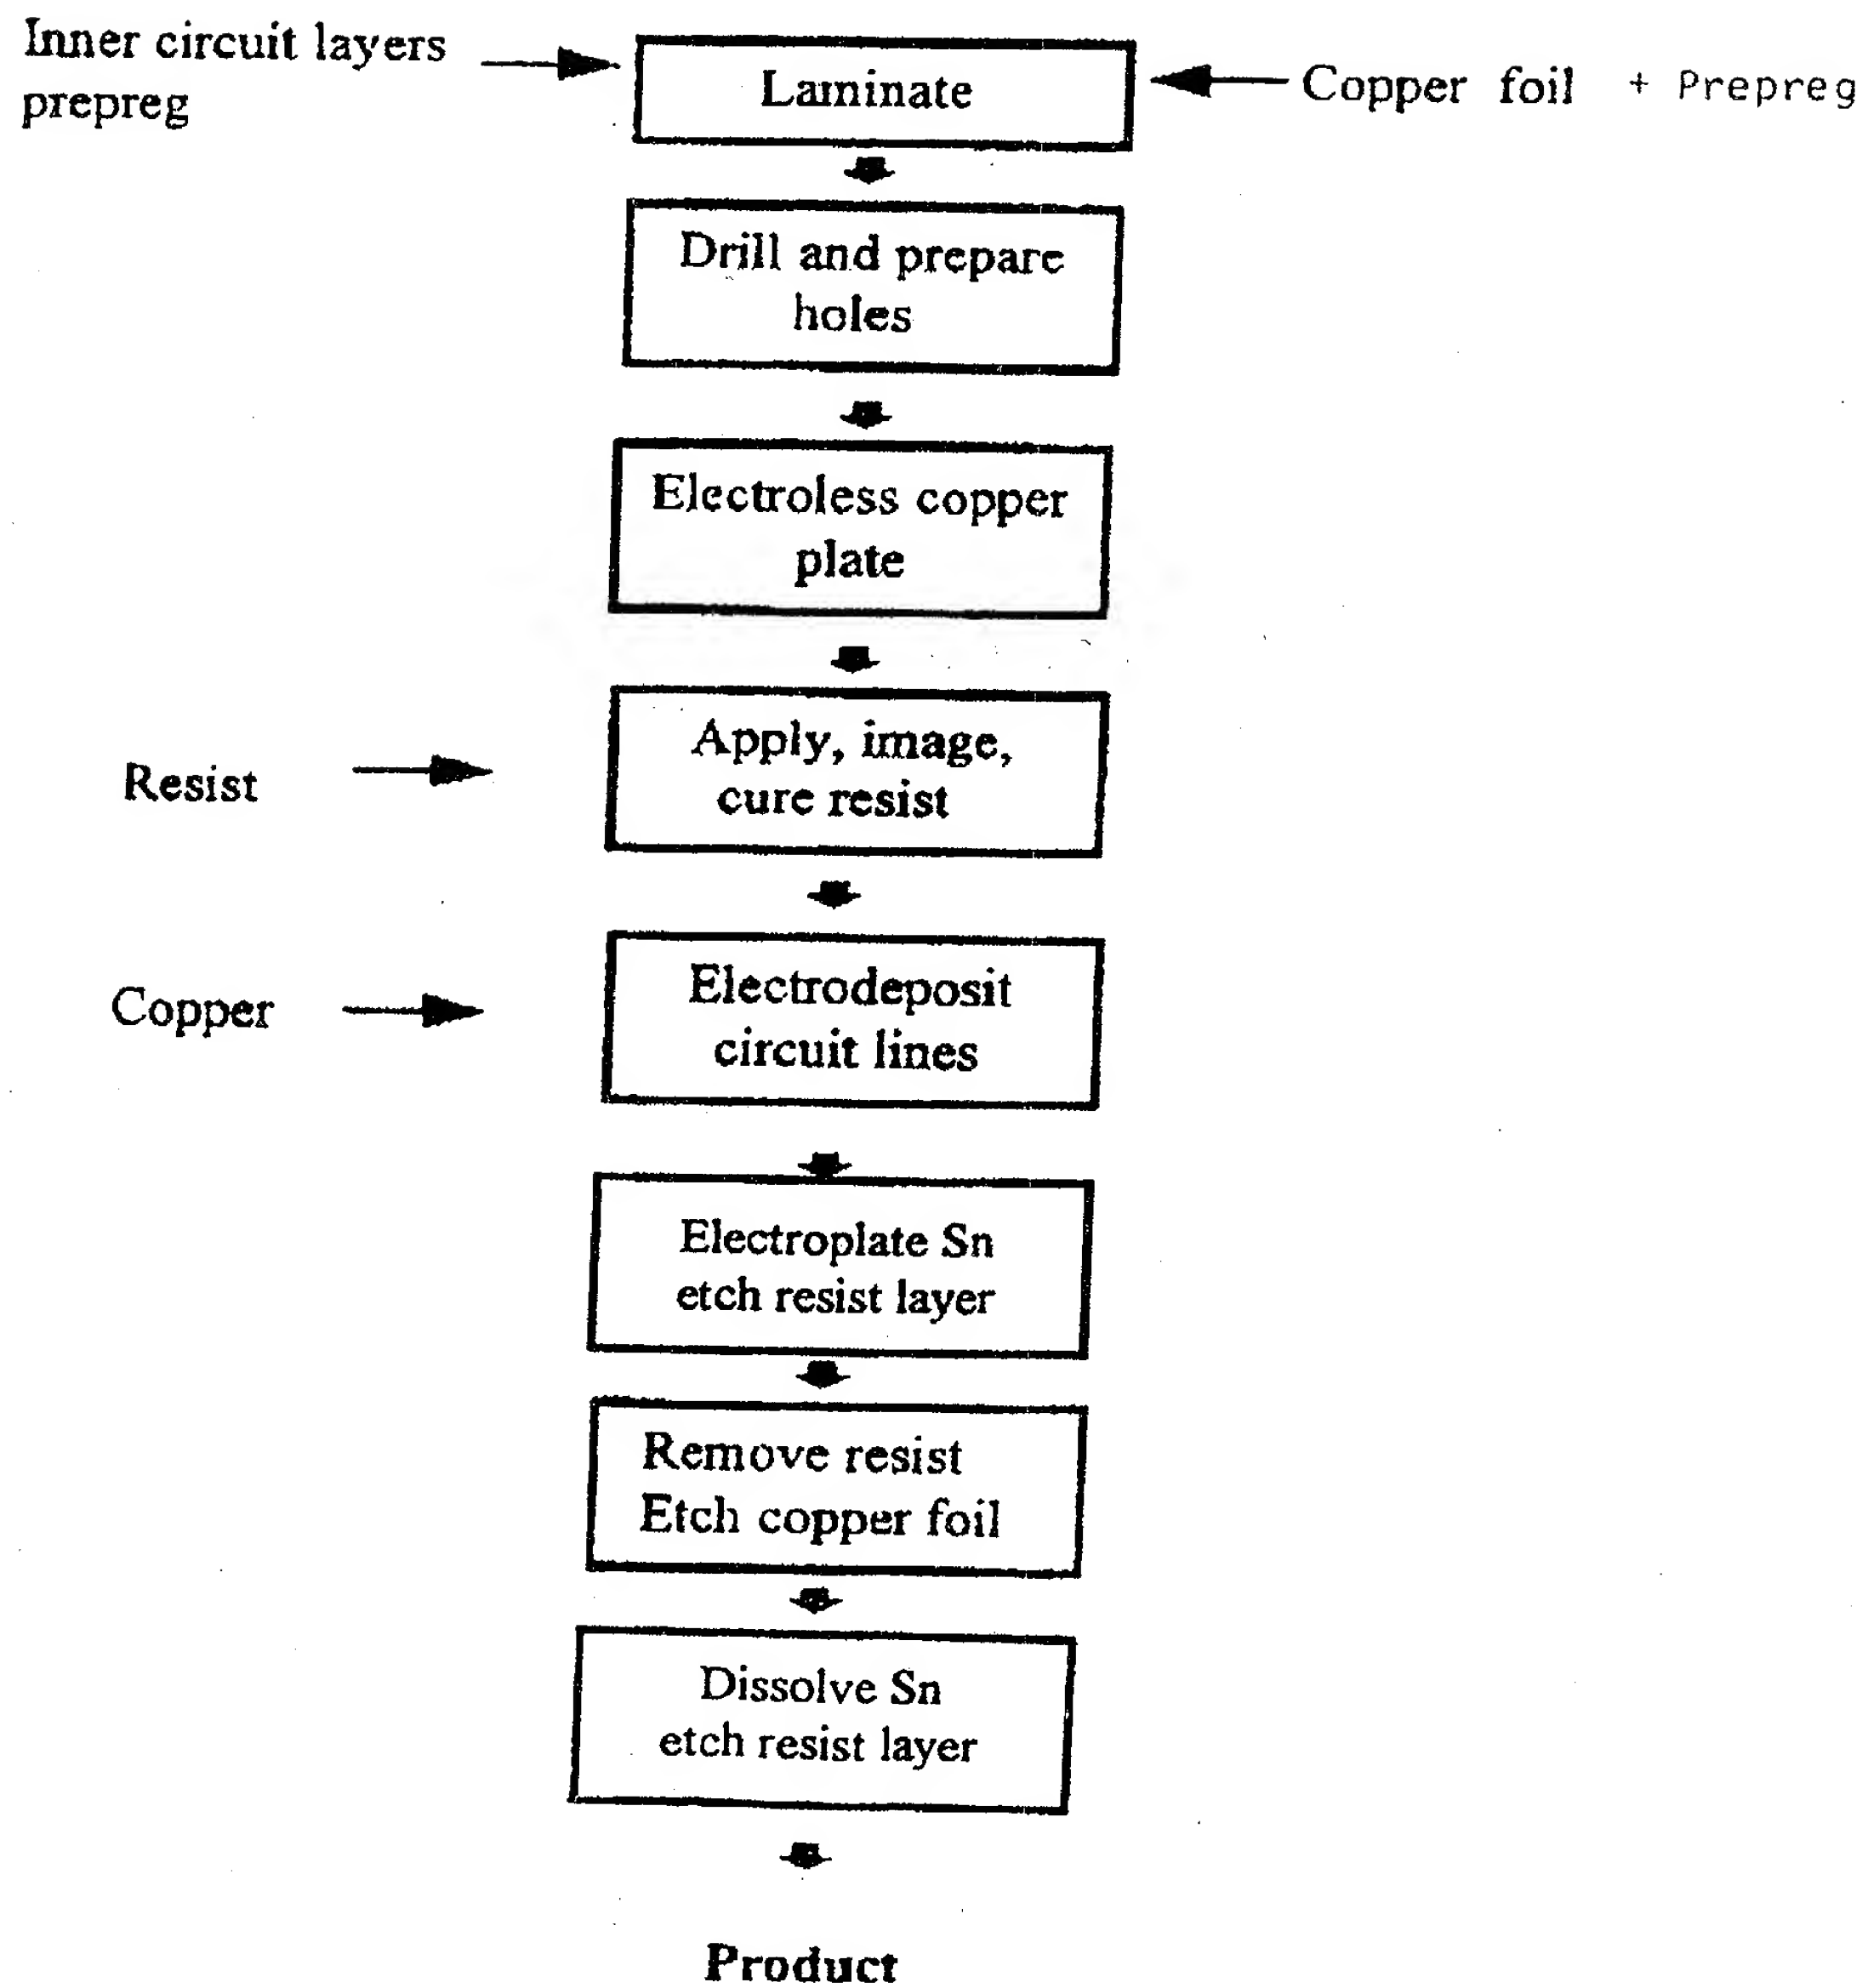 Inner circuit layers
prepreg
Laminate
Copper foil + Prepreg
Drill and prepare
holes
Electroless copper
plate
Resist
Apply, image,
cure resist
Copper
Electrodeposit
circuit lines
Electroplate Sn
etch resist layer
Remove resist
Etch copper foil
Dissolve Sn
etch resist layer
Product